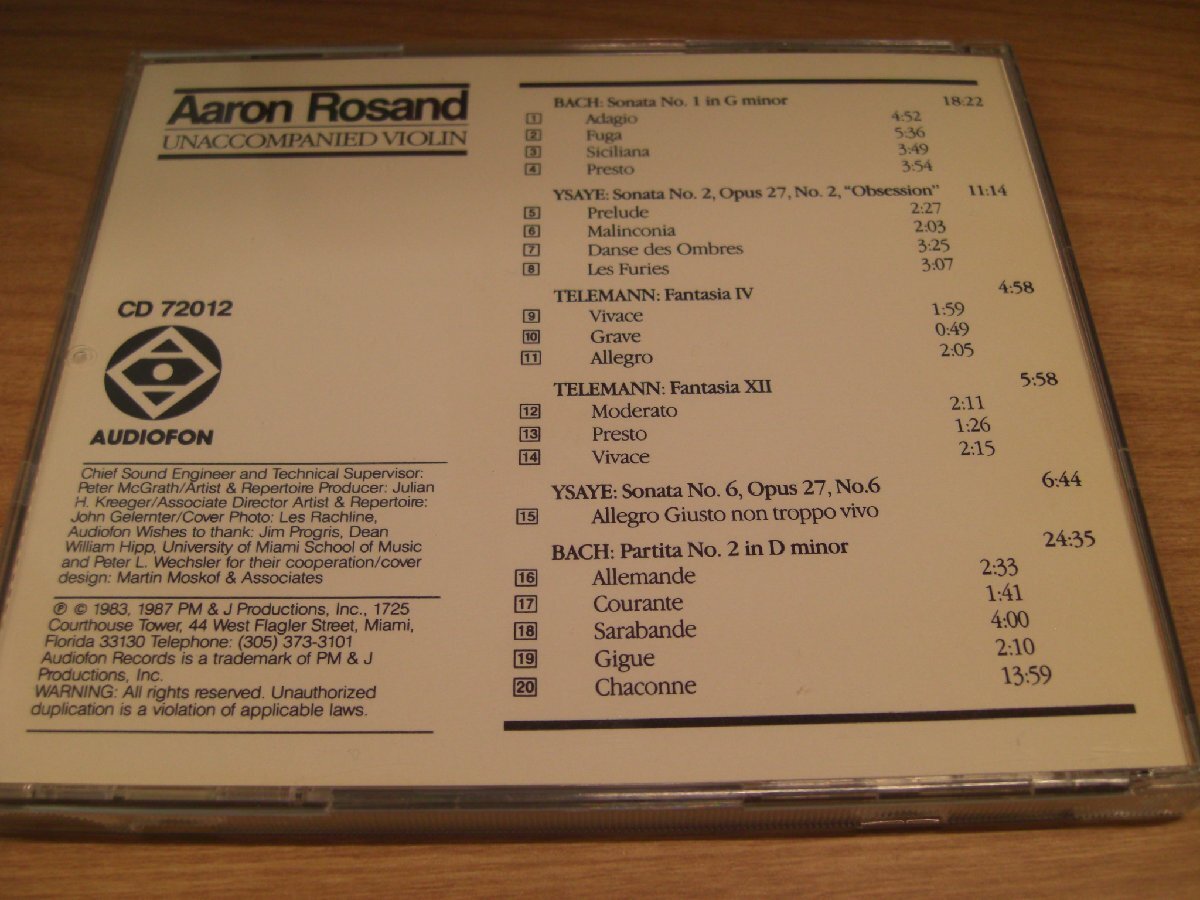 Aaron Rosand
UNACCOMPANIED VIOLIN
CD 72012
AUDIOFON
Chief Sound Engineer and Technical Supervisor:
Peter McGrath/Artist & Repertoire Producer: Julian
H. Kreeger/Associate Director Artist & Repertoire:
John Gelernter/Cover Photo: Les Rachline,
Audiofon Wishes to thank: Jim Progris, Dean
William Hipp, University of Miami School of Music
and Peter L. Wechsler for their cooperation/cover
design: Martin Moskof & Associates
℗ © 1983, 1987 PM & J Productions, Inc., 1725
Courthouse Tower, 44 West Flagler Street, Miami,
Florida 33130 Telephone: (305) 373-3101
Audiofon Records is a trademark of PM & J
Productions, Inc.
WARNING: All rights reserved. Unauthorized
duplication is a violation of applicable laws.
BACH: Sonata No. 1 in G minor 18:22
1 Adagio 4:52
2 Fuga 5:36
3 Siciliana 3:49
4 Presto 3:54
YSAYE: Sonata No. 2, Opus 27, No. 2, "Obsession" 11:14
5 Prelude 2:27
6 Malinconia 2:03
7 Danse des Ombres 3:25
8 Les Furies 3:07
TELEMANN: Fantasia IV 4:58
9 Vivace 1:59
10 Grave 0:49
11 Allegro 2:05
TELEMANN: Fantasia XII 5:58
12 Moderato 2:11
13 Presto 1:26
14 Vivace 2:15
YSAYE: Sonata No. 6, Opus 27, No.6 6:44
15 Allegro Giusto non troppo vivo
BACH: Partita No. 2 in D minor 24:35
16 Allemande 2:33
17 Courante 1:41
18 Sarabande 4:00
19 Gigue 2:10
20 Chaconne 13:59